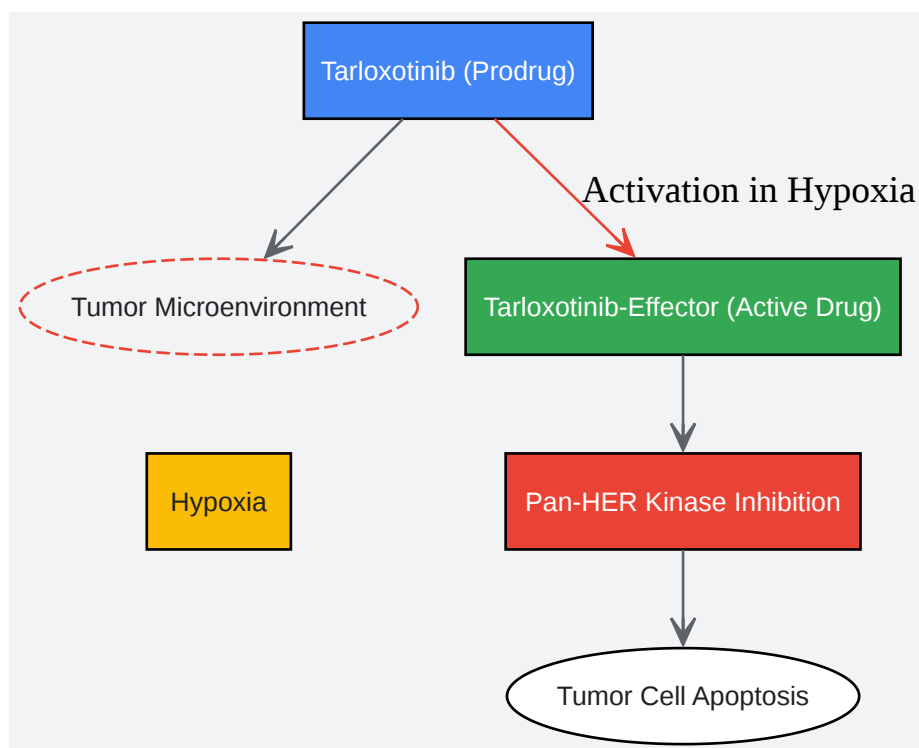 Tarloxotinib (Prodrug)
Activation in Hypoxia
Tumor Microenvironment
Tarloxotinib-Effector (Active Drug)
Hypoxia
Pan-HER Kinase Inhibition
Tumor Cell Apoptosis